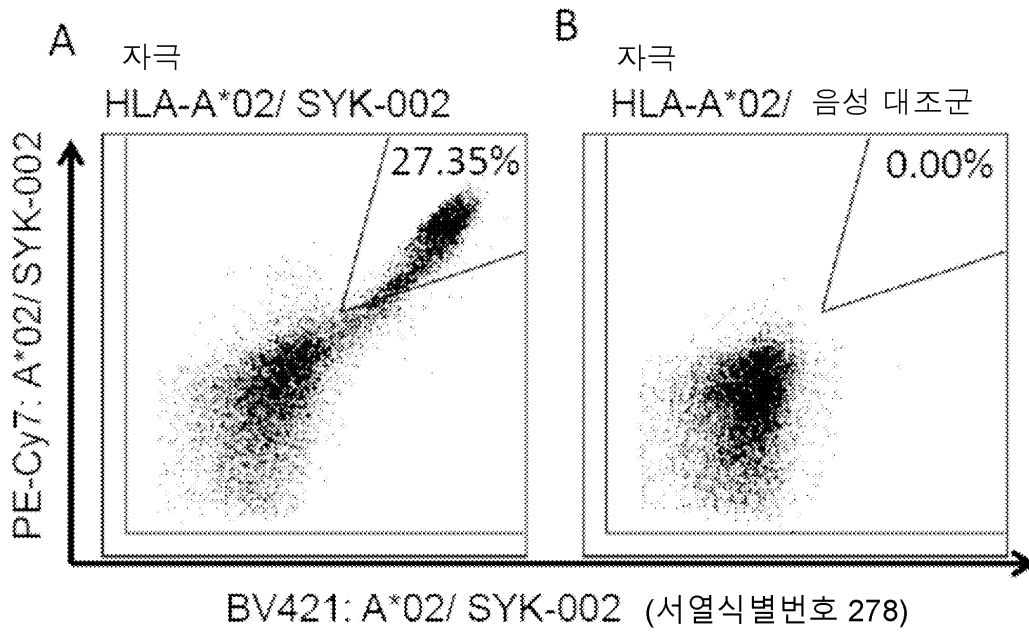 A
자극
HLA-A*02/ SYK-002
27.35%
B
자극
HLA-A*02/ 음성 대조군
0.00%
PE-Cy7: A*02/SYK-002
BV421: A*02/ SYK-002 (서열식별번호 278)